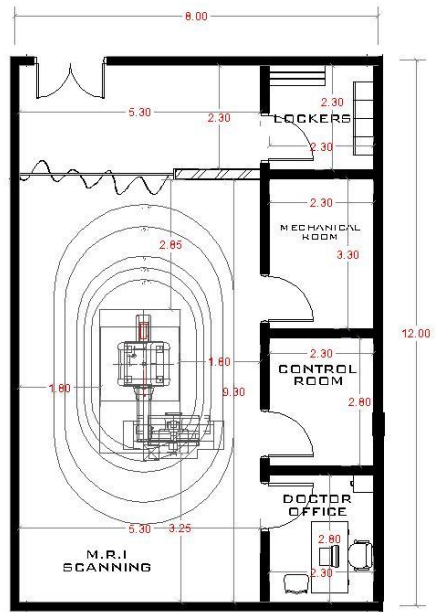 8.00
5.30
2.30
2.30
LOCKERS
2.30
2.85
2.30
MECHANICAL
ROOM
3.30
12.00
1.80
1.80
9.30
2.30
CONTROL
ROOM
2.80
DOCTOR
OFFICE
5.30
3.25
2.80
2.30
M.R.I
SCANNING